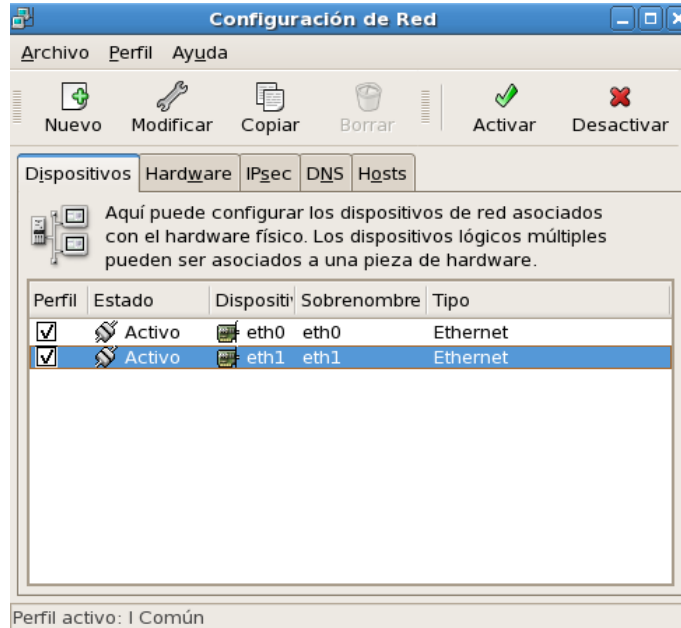 Configuración de Red
Archivo Perfil Ayuda
Nuevo Modificar Copiar Borrar Activar Desactivar
Dispositivos Hardware IPsec DNS Hosts
Aquí puede configurar los dispositivos de red asociados
con el hardware físico. Los dispositivos lógicos múltiples
pueden ser asociados a una pieza de hardware.
Perfil Estado Dispositiv Sobrenombre Tipo
Activo eth0 eth0 Ethernet
Activo eth1 eth1 Ethernet
Perfil activo: l Común